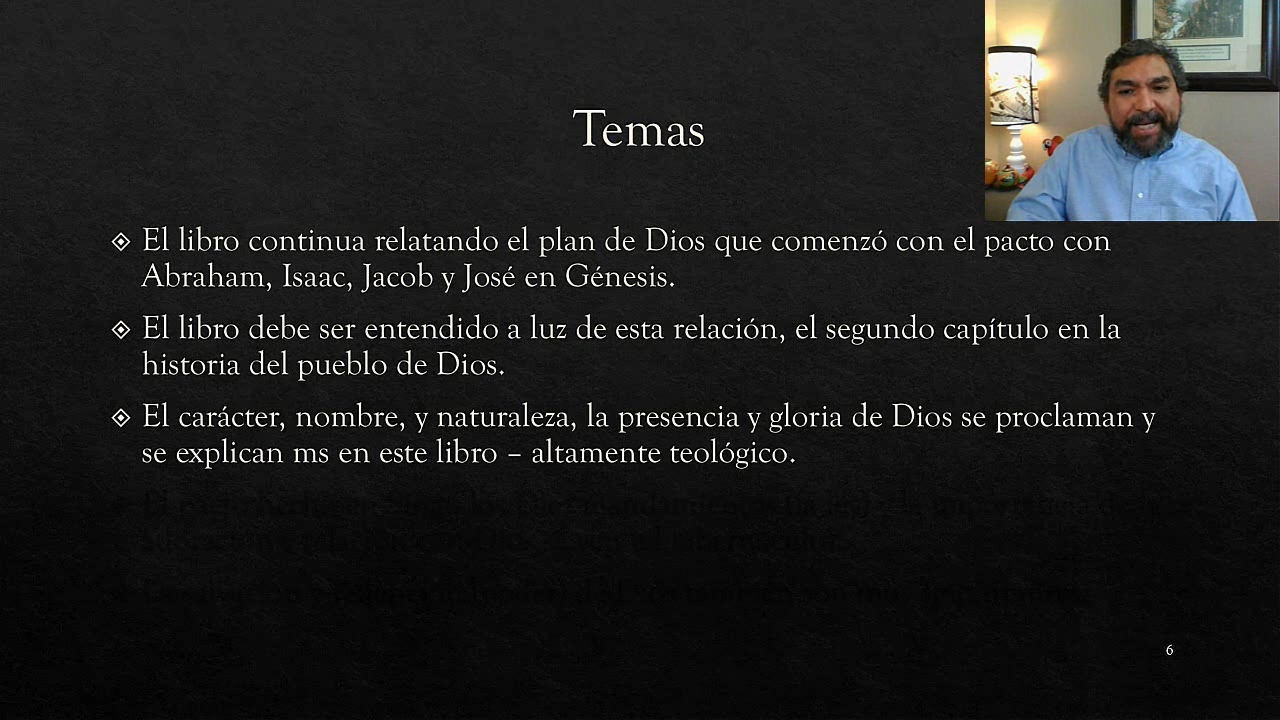 Temas
El libro continua relatando el plan de Dios que comenzó con el pacto con
Abraham, Isaac, Jacob y José en Génesis.
El libro debe ser entendido a luz de esta relación, el segundo capítulo en la
historia del pueblo de Dios.
El carácter, nombre, y naturaleza, la presencia y gloria de Dios se proclaman y
se explican ms en este libro – altamente teológico.
6